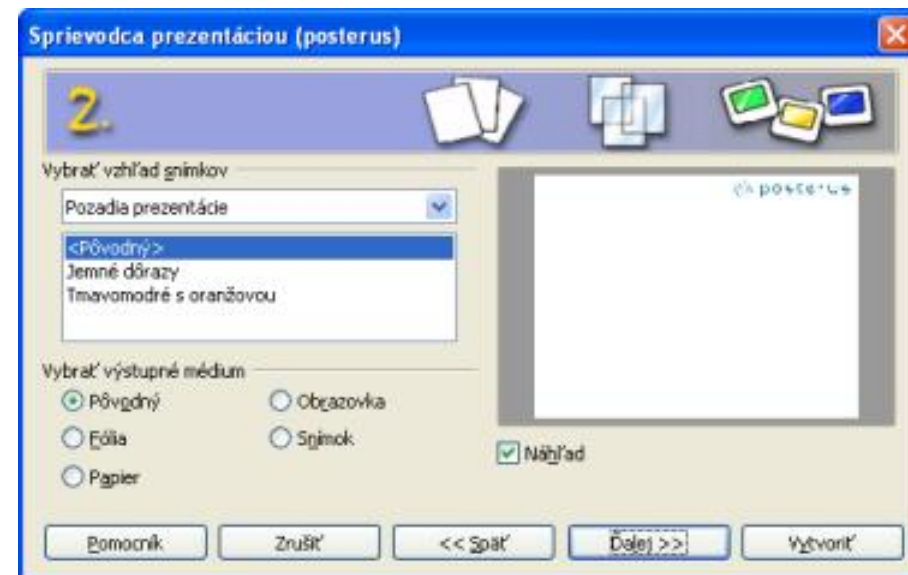 Sprievodca prezentáciou (posterus)
2.
Vybrať vzhľad snímkov
Pozadia prezentácie
<Pôvodný>
Jemné dôrazy
Tmavomodré s oranžovou
posterus
Vybrať výstupné médium
Pôvodný
Obrazovka
Fólia
Snímok
Papier
Náhľad
Pomocník
Zrušiť
<< Späť
Ďalej >>
Vytvoriť